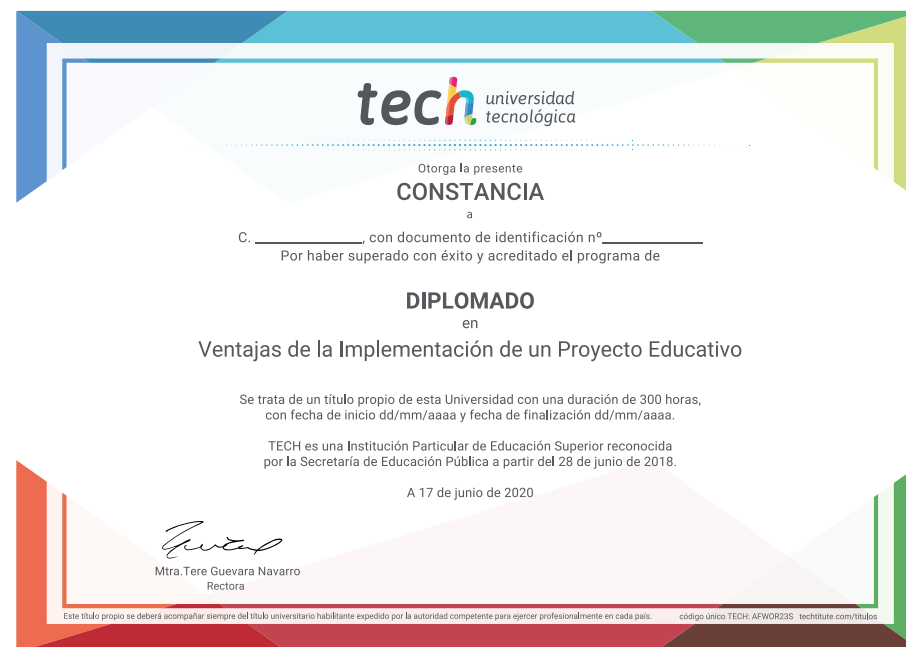 tech universidad
tecnológica
Otorga la presente
CONSTANCIA
a
C. ______________, con documento de identificación nº_____________
Por haber superado con éxito y acreditado el programa de
DIPLOMADO
en
Ventajas de la Implementación de un Proyecto Educativo
Se trata de un título propio de esta Universidad con una duración de 300 horas,
con fecha de inicio dd/mm/aaaa y fecha de finalización dd/mm/aaaa.
TECH es una Institución Particular de Educación Superior reconocida
por la Secretaría de Educación Pública a partir del 28 de junio de 2018.
A 17 de junio de 2020
Mtra.Tere Guevara Navarro
Rectora
Este título propio se deberá acompañar siempre del título universitario habilitante expedido por la autoridad competente para ejercer profesionalmente en cada país. código único TECH: AFWOR23S techtitute.com/titulos